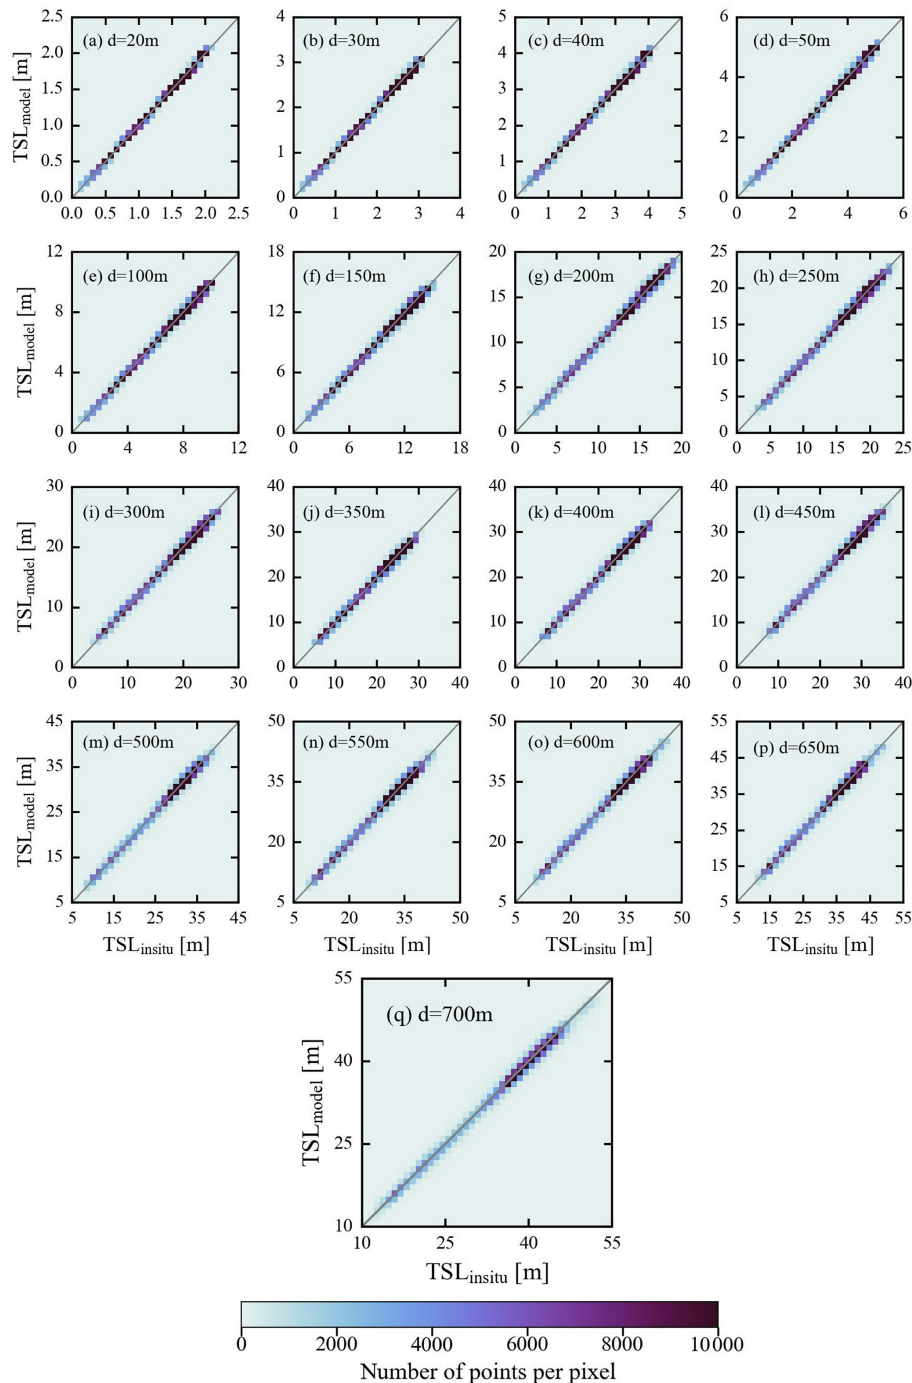 (a) d=20m
(b) d=30m
(c) d=40m
(d) d=50m
TSLmodel [m]
2.5
2.0
1.5
1.0
0.5
0.0
4
3
2
1
0
5
4
3
2
1
0
6
4
2
0
0.0 0.5 1.0 1.5 2.0 2.5
0 1 2 3 4
0 1 2 3 4 5
0 2 4 6
(e) d=100m
(f) d=150m
(g) d=200m
(h) d=250m
TSLmodel [m]
12
8
4
0
18
12
6
0
20
15
10
5
0
25
20
15
10
5
0
0 4 8 12
0 6 12 18
0 5 10 15 20
0 5 10 15 20 25
(i) d=300m
(j) d=350m
(k) d=400m
(l) d=450m
TSLmodel [m]
30
20
10
0
40
30
20
10
0
40
30
20
10
0
40
30
20
10
0
0 10 20 30
0 10 20 30 40
0 10 20 30 40
0 10 20 30 40
(m) d=500m
(n) d=550m
(o) d=600m
(p) d=650m
TSLmodel [m]
45
35
25
15
5
50
35
20
5
50
35
20
5
55
45
35
25
15
5
5 15 25 35 45
5 20 35 50
5 20 35 50
5 15 25 35 45 55
TSLinsitu [m]
TSLinsitu [m]
TSLinsitu [m]
TSLinsitu [m]
(q) d=700m
TSLmodel [m]
55
40
25
10
10 25 40 55
TSLinsitu [m]
0 2000 4000 6000 8000 10000
Number of points per pixel